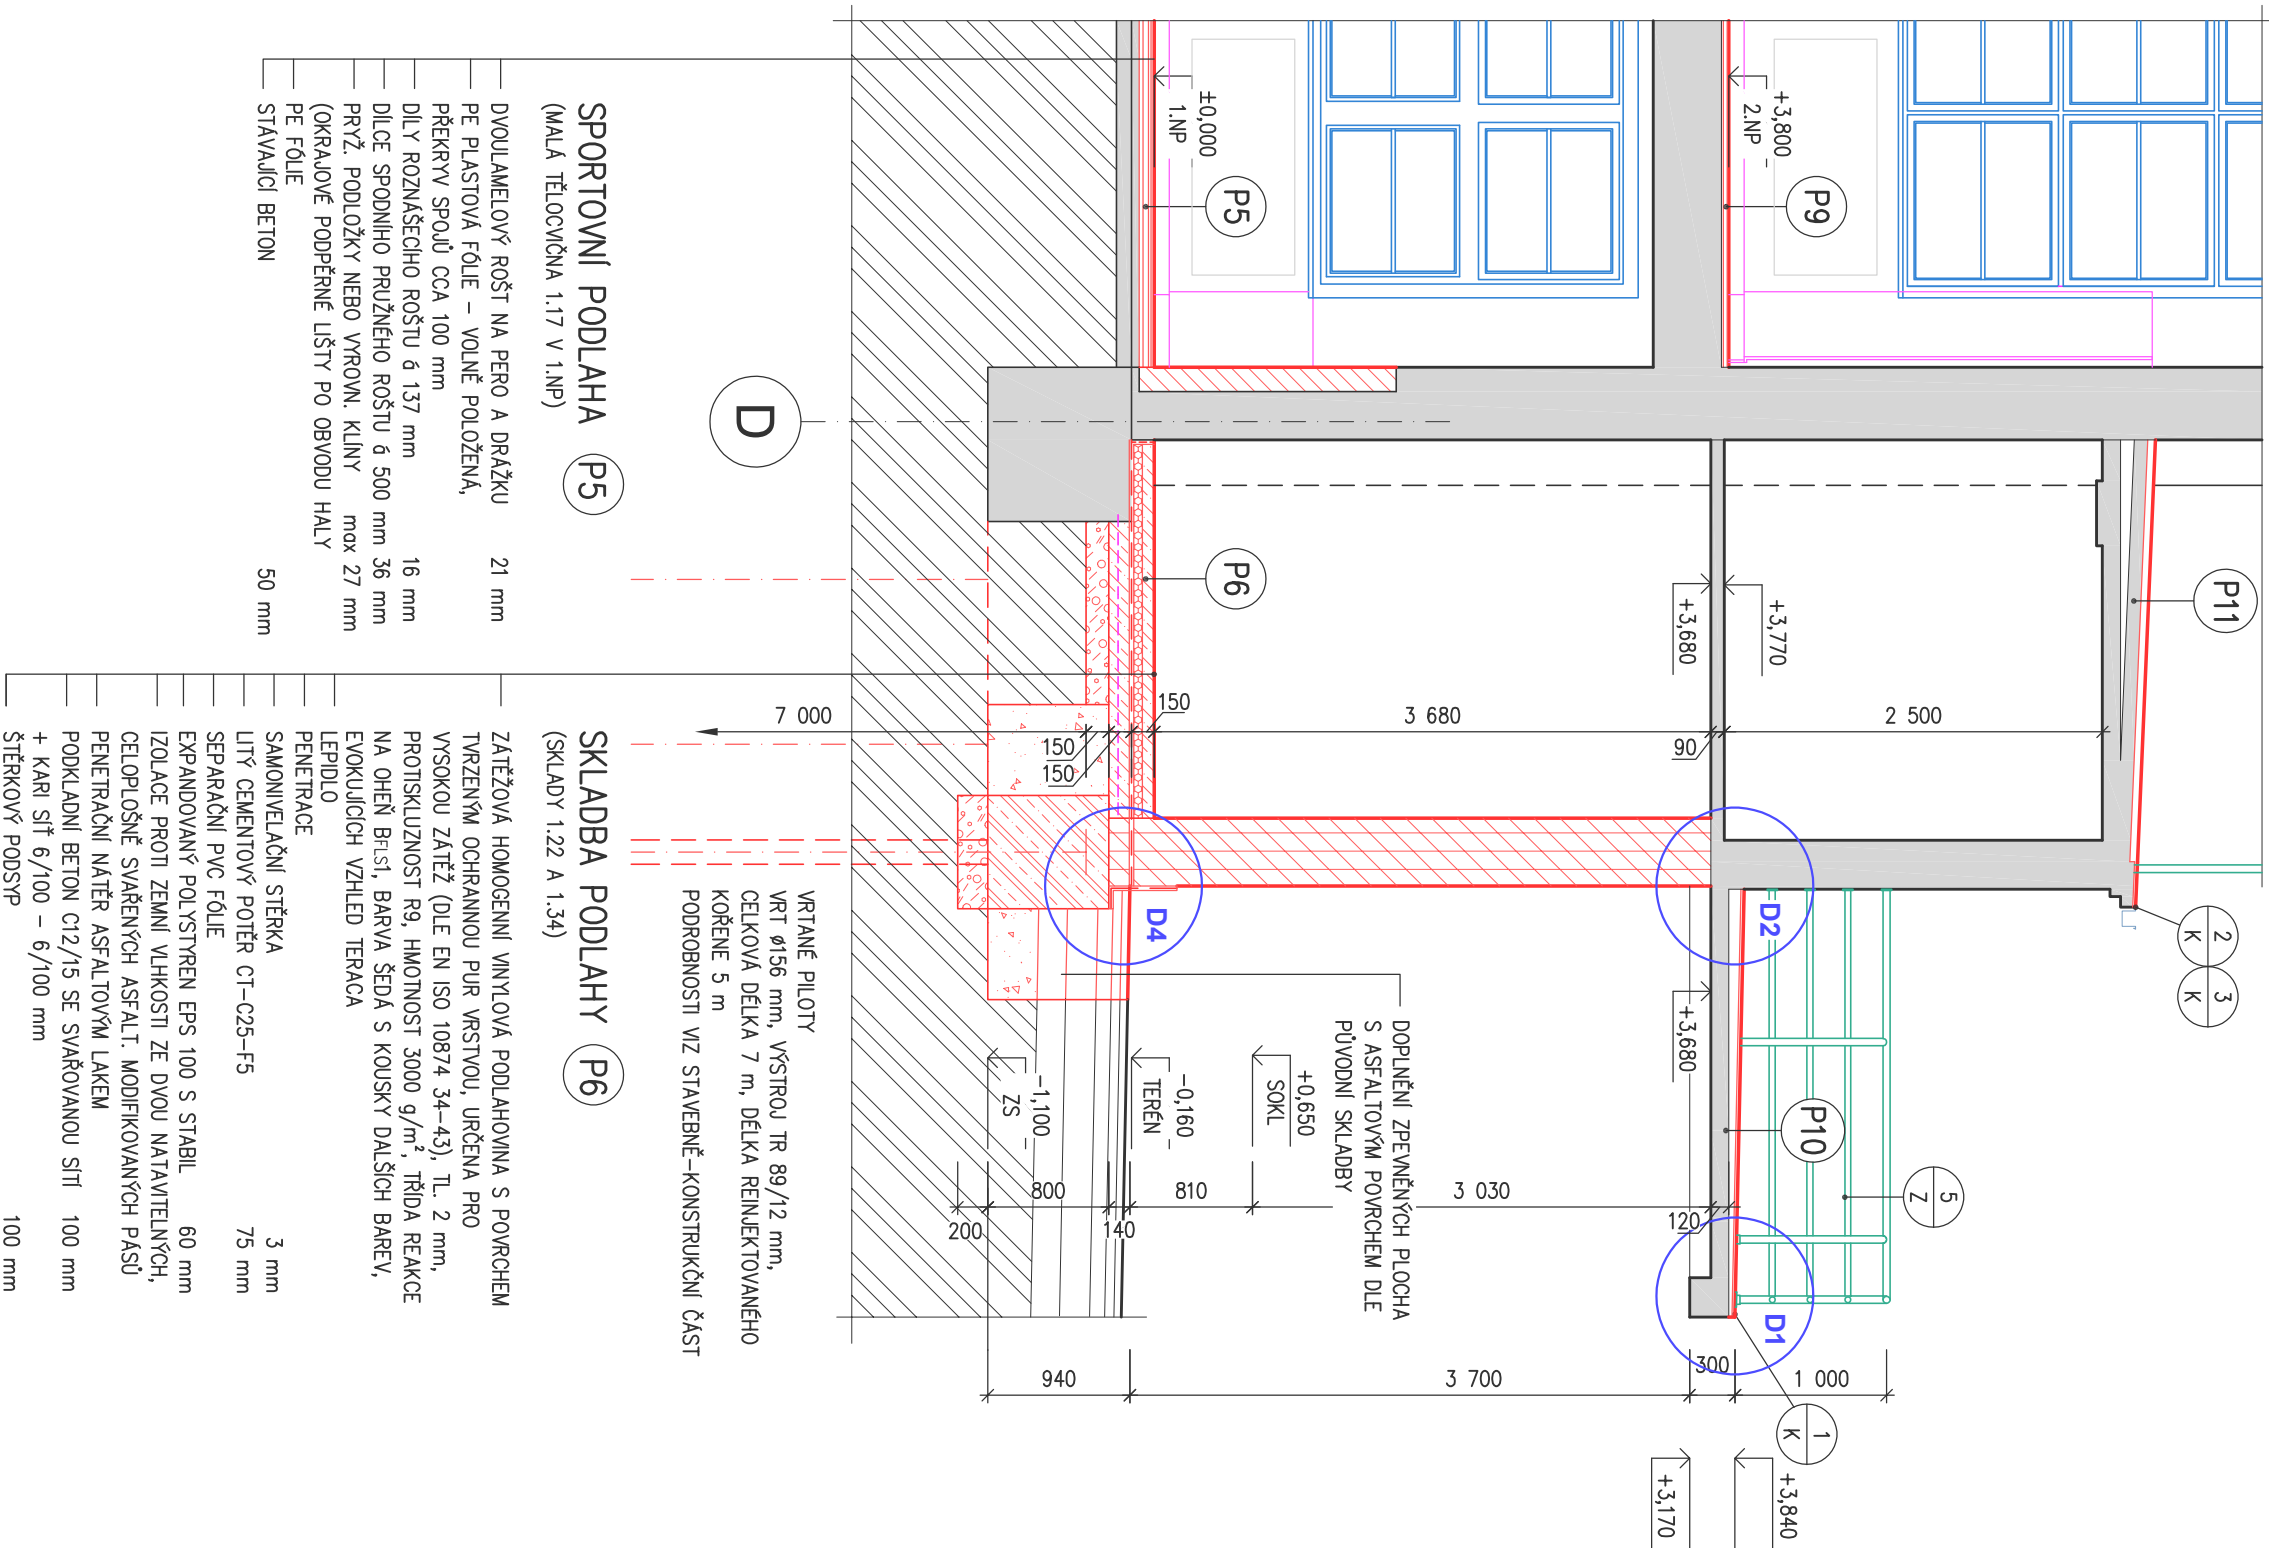 +3,800
2.NP
P9
±0,000
1.NP
P5
P11
+3,770
+3,680
P6
D
2 500
90
3 680
150
150
150
7 000
2
K
3
K
D2
D4
+3,680
P10
5
Z
D1
1
K
+3,840
+3,170
DOPLNĚNÍ ZPEVNĚNÝCH PLOCHA
S ASFALTOVÝM POVRCHEM DLE
PŮVODNÍ SKLADBY
+0,650
SOKL
-0,160
TERÉN
-1,100
ZS
120
3 030
810
140
800
200
1 000
300
3 700
940
SPORTOVNÍ PODLAHA P5
(MALÁ TĚLOCVIČNA 1.17 V 1.NP)
DVOULAMELOVÝ ROŠT NA PERO A DRÁŽKU 21 mm
PE PLASTOVÁ FÓLIE - VOLNĚ POLOŽENÁ,
PŘEKRYV SPOJŮ CCA 100 mm
DÍLY ROZNÁŠECÍHO ROŠTU á 137 mm 16 mm
DÍLCE SPODNÍHO PRUŽNÉHO ROŠTU á 500 mm 36 mm
PRYŽ. PODLOŽKY NEBO VYROVN. KLÍNY max 27 mm
(OKRAJOVÉ PODPĚRNÉ LIŠTY PO OBVODU HALY
PE FÓLIE
STÁVAJÍCÍ BETON 50 mm
VRTANÉ PILOTY
VRT ø156 mm, VÝSTROJ TR 89/12 mm,
CELKOVÁ DÉLKA 7 m, DÉLKA REINJEKTOVANÉHO
KOŘENE 5 m
PODROBNOSTI VIZ STAVEBNĚ-KONSTRUKČNÍ ČÁST
SKLADBA PODLAHY P6
(SKLADY 1.22 A 1.34)
ZÁTĚŽOVÁ HOMOGENNÍ VINYLOVÁ PODLAHOVINA S POVRCHEM
TVRZENÝM OCHRANNOU PUR VRSTVOU, URČENA PRO
VYSOKOU ZÁTĚŽ (DLE EN ISO 10874 34-43), TL. 2 mm,
PROTISKLUZNOST R9, HMOTNOST 3000 g/m², TŘÍDA REAKCE
NA OHEŇ BFLS1, BARVA ŠEDÁ S KOUSKY DALŠÍCH BAREV,
EVOKUJÍCÍCH VZHLED TERACA
LEPIDLO
PENETRACE
SAMONIVELAČNÍ STĚRKA 3 mm
LITÝ CEMENTOVÝ POTĚR CT-C25-F5 75 mm
SEPARAČNÍ PVC FÓLIE
EXPANDOVANÝ POLYSTYREN EPS 100 S STABIL 60 mm
IZOLACE PROTI ZEMNÍ VLHKOSTI ZE DVOU NATAVITELNÝCH,
CELOPLOŠNĚ SVAŘENÝCH ASFALT. MODIFIKOVANÝCH PÁSŮ
PENETRAČNÍ NÁTĚR ASFALTOVÝM LAKEM
PODKLADNÍ BETON C12/15 SE SVAŘOVANOU SÍTÍ 100 mm
+ KARI SÍŤ 6/100 - 6/100 mm
ŠTĚRKOVÝ PODSYP 100 mm